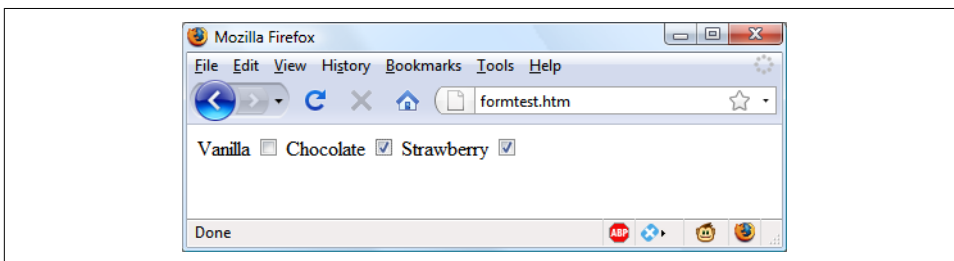 Mozilla Firefox
File Edit View History Bookmarks Tools Help
formtest.htm
Vanilla Chocolate Strawberry
Done ABP